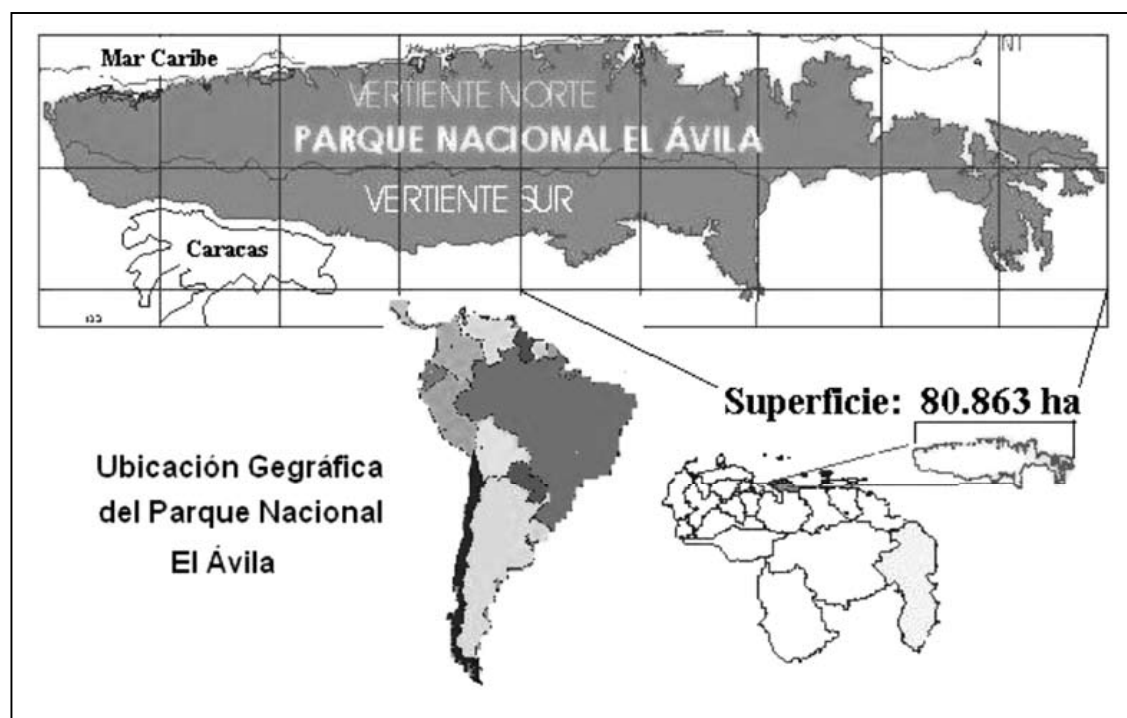 Mar Caribe
VERTIENTE NORTE
PARQUE NACIONAL EL ÁVILA
VERTIENTE SUR
Caracas
Superficie: 80.863 ha
Ubicación Gegráfica
del Parque Nacional
El Ávila